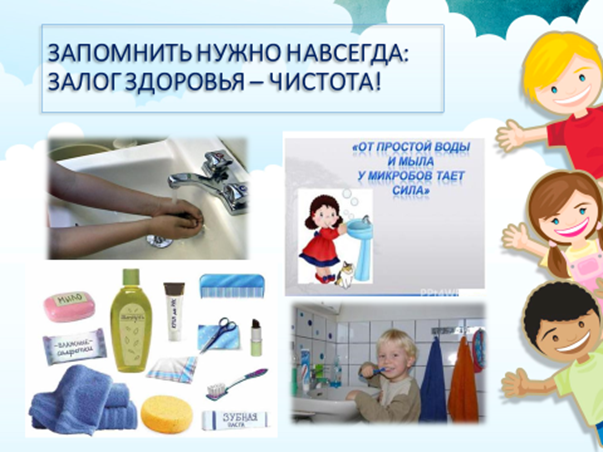 ЗАПОМНИТЬ НУЖНО НАВСЕГДА:
ЗАЛОГ ЗДОРОВЬЯ – ЧИСТОТА!
«ОТ ПРОСТОЙ ВОДЫ
И МЫЛА
У МИКРОБОВ ТАЕТ
СИЛА»
МЫЛО
ЗУБНАЯ
ПАСТА